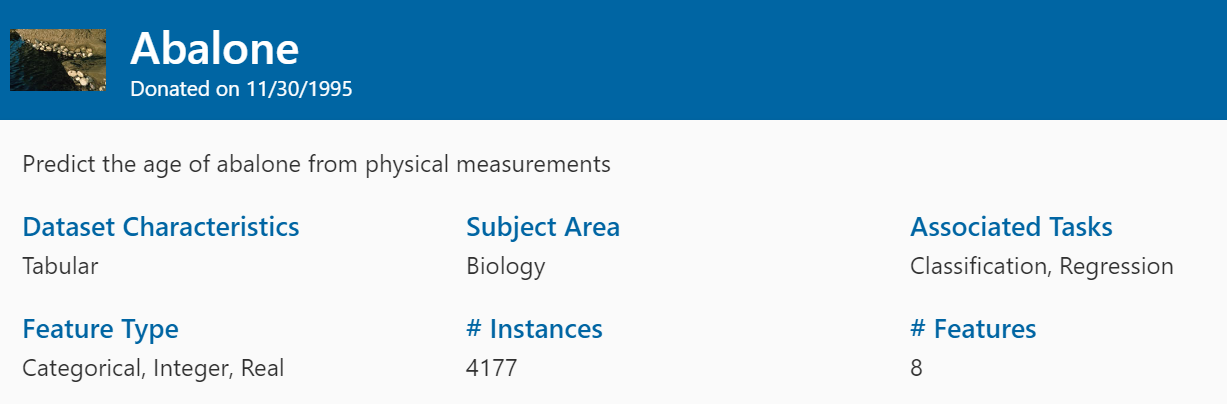 Abalone
Donated on 11/30/1995
Predict the age of abalone from physical measurements
Dataset Characteristics
Subject Area
Associated Tasks
Tabular
Biology
Classification, Regression
Feature Type
# Instances
# Features
Categorical, Integer, Real
4177
8